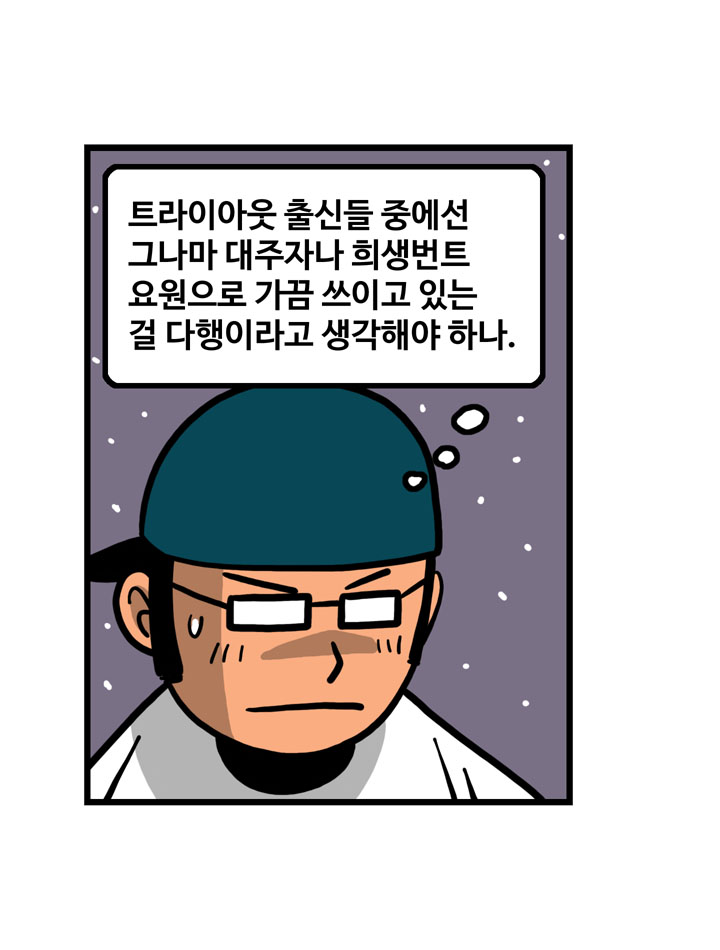 트라이아웃 출신들 중에선
그나마 대주자나 희생번트
요원으로 가끔 쓰이고 있는
걸 다행이라고 생각해야 하나.